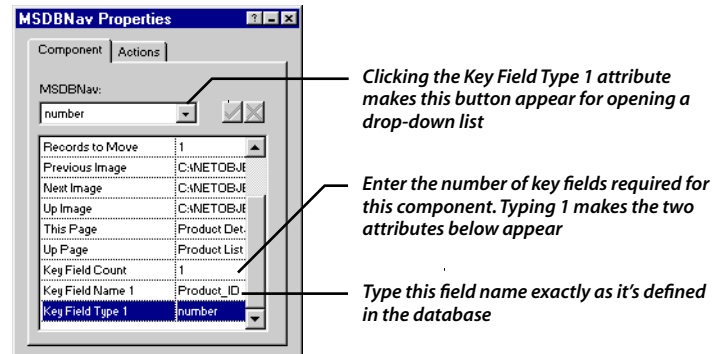 MSDBNav Properties
Component
Actions
MSDBNav:
number
Records to Move 1
Previous Image C:\NETOBJE
Next Image C:\NETOBJE
Up Image C:\NETOBJE
This Page Product Det
Up Page Product List
Key Field Count 1
Key Field Name 1 Product_ID
Key Field Type 1 number
Clicking the Key Field Type 1 attribute
makes this button appear for opening a
drop-down list
Enter the number of key fields required for
this component. Typing 1 makes the two
attributes below appear
Type this field name exactly as it's defined
in the database